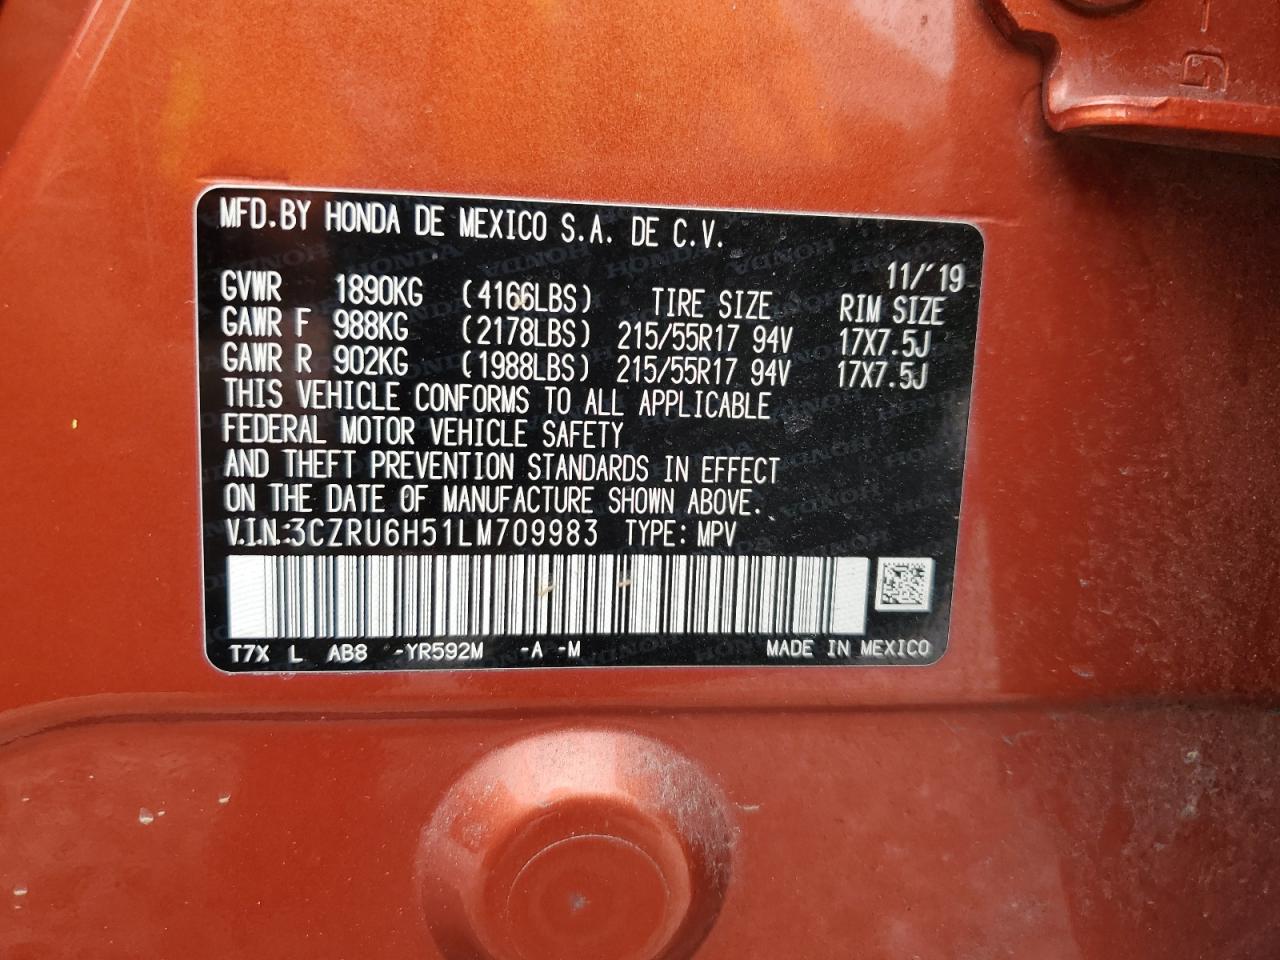 MFD.BY HONDA DE MEXICO S.A. DE C.V.
11/'19
GVWR 1890KG (4166LBS) TIRE SIZE RIM SIZE
GAWR F 988KG (2178LBS) 215/55R17 94V 17X7.5J
GAWR R 902KG (1988LBS) 215/55R17 94V 17X7.5J
THIS VEHICLE CONFORMS TO ALL APPLICABLE
FEDERAL MOTOR VEHICLE SAFETY
AND THEFT PREVENTION STANDARDS IN EFFECT
ON THE DATE OF MANUFACTURE SHOWN ABOVE.
V.I.N.:3CZRU6H51LM709983 TYPE: MPV
T7X L AB8 -YR592M -A -M MADE IN MEXICO